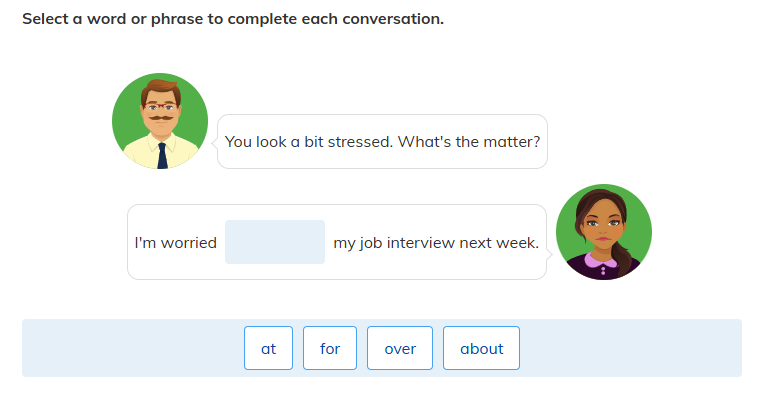 Select a word or phrase to complete each conversation.
You look a bit stressed. What's the matter?
I'm worried my job interview next week.
at for over about